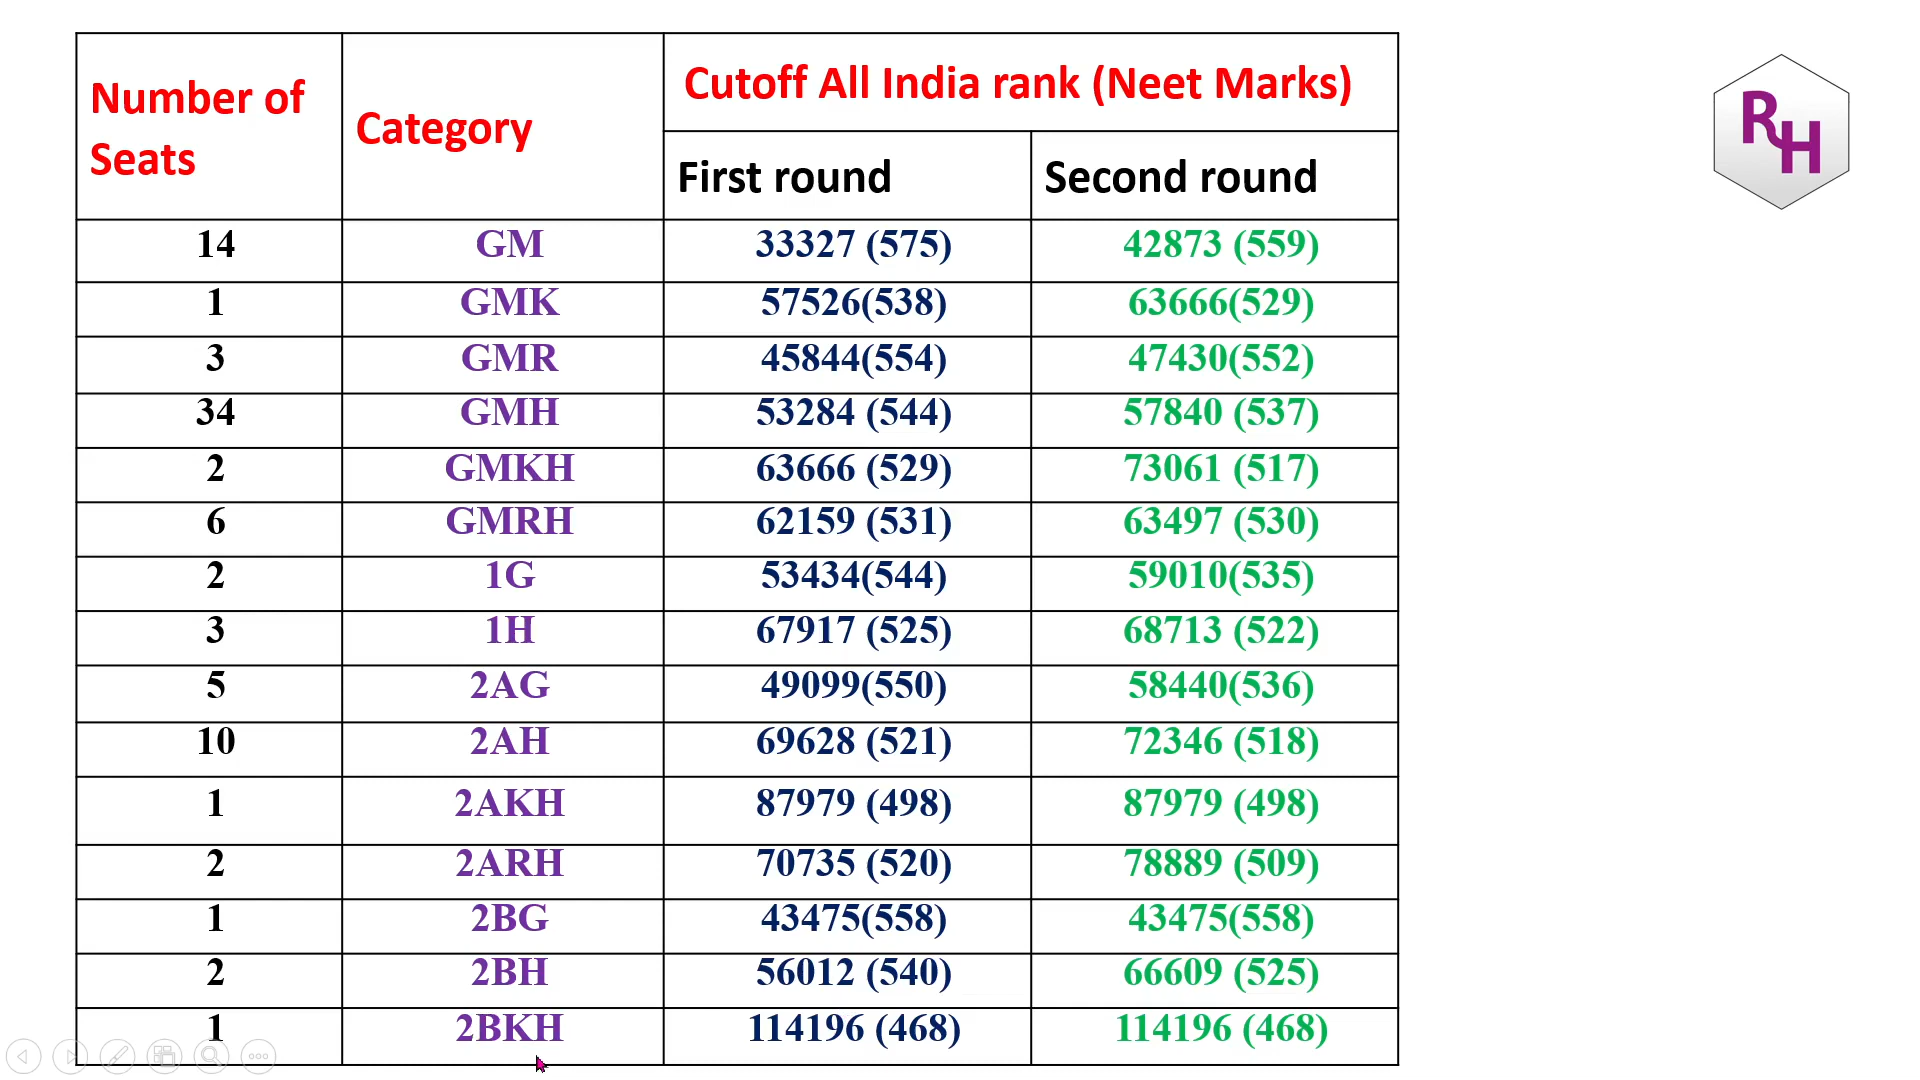 Number of Seats Category Cutoff All India rank (Neet Marks)
First round Second round
14 GM 33327 (575) 42873 (559)
1 GMK 57526(538) 63666(529)
3 GMR 45844(554) 47430(552)
34 GMH 53284 (544) 57840 (537)
2 GMKH 63666 (529) 73061 (517)
6 GMRH 62159 (531) 63497 (530)
2 1G 53434(544) 59010(535)
3 1H 67917 (525) 68713 (522)
5 2AG 49099(550) 58440(536)
10 2AH 69628 (521) 72346 (518)
1 2AKH 87979 (498) 87979 (498)
2 2ARH 70735 (520) 78889 (509)
1 2BG 43475(558) 43475(558)
2 2BH 56012 (540) 66609 (525)
1 2BKH 114196 (468) 114196 (468)
RH